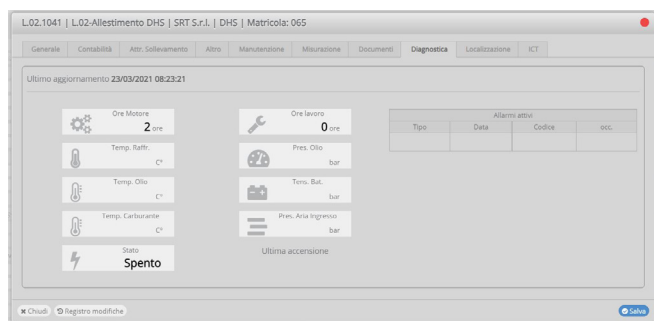 L.02.1041 | L.02-Allestimento DHS | SRT S.r.l. | DHS | Matricola: 065
Generale Contabilità Attr. Sollevamento Altro Manutenzione Misurazione Documenti Diagnostica Localizzazione ICT
Ultimo aggiornamento 23/03/2021 08:23:21
Ore Motore
2 ore
Ore lavoro
0 ore
Allarmi attivi
Tipo Data Codice occ.
Temp. Raffr.
C°
Pres. Olio
bar
Temp. Olio
C°
Tens. Bat.
bar
Temp. Carburante
C°
Pres. Aria Ingresso
bar
Stato
Spento
Ultima accensione
Chiudi Registro modifiche Salva